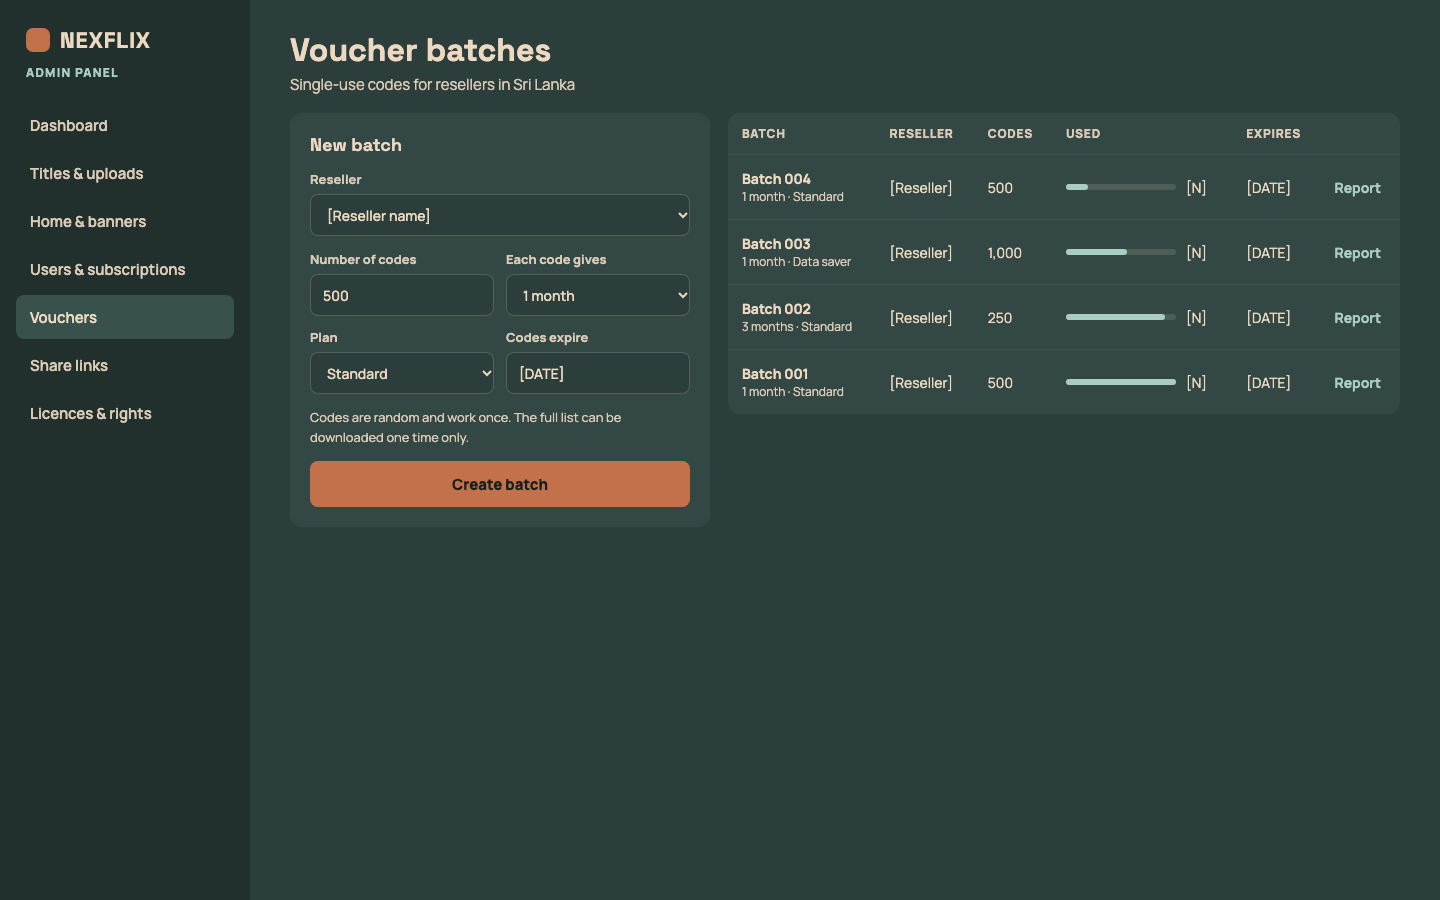 NEXFLIX
ADMIN PANEL
Dashboard
Titles & uploads
Home & banners
Users & subscriptions
Vouchers
Share links
Licences & rights
Voucher batches
Single-use codes for resellers in Sri Lanka
New batch
Reseller
[Reseller name]
Number of codes Each code gives
500 1 month
Plan Codes expire
Standard [DATE]
Codes are random and work once. The full list can be
downloaded one time only.
Create batch
BATCH RESELLER CODES USED EXPIRES
Batch 004 [Reseller] 500 [N] [DATE] Report
1 month · Standard
Batch 003 [Reseller] 1,000 [N] [DATE] Report
1 month · Data saver
Batch 002 [Reseller] 250 [N] [DATE] Report
3 months · Standard
Batch 001 [Reseller] 500 [N] [DATE] Report
1 month · Standard